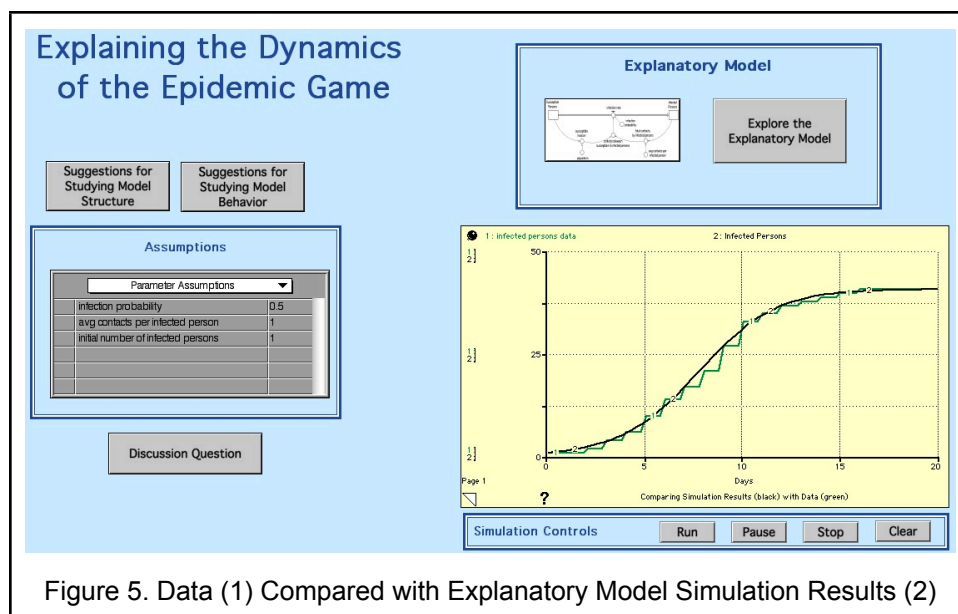 Explaining the Dynamics
of the Epidemic Game
Explanatory Model
Explore the
Explanatory Model
Suggestions for
Studying Model
Structure
Suggestions for
Studying Model
Behavior
Assumptions
Parameter Assumptions
infection probability 0.5
avg contacts per infected person 1
initial number of infected persons 1
Discussion Question
1 : infected persons data 2 : Infected Persons
50
25
0
0 5 10 15 20
Page 1 Days
? Comparing Simulation Results (black) with Data (green)
Simulation Controls Run Pause Stop Clear
Figure 5. Data (1) Compared with Explanatory Model Simulation Results (2)